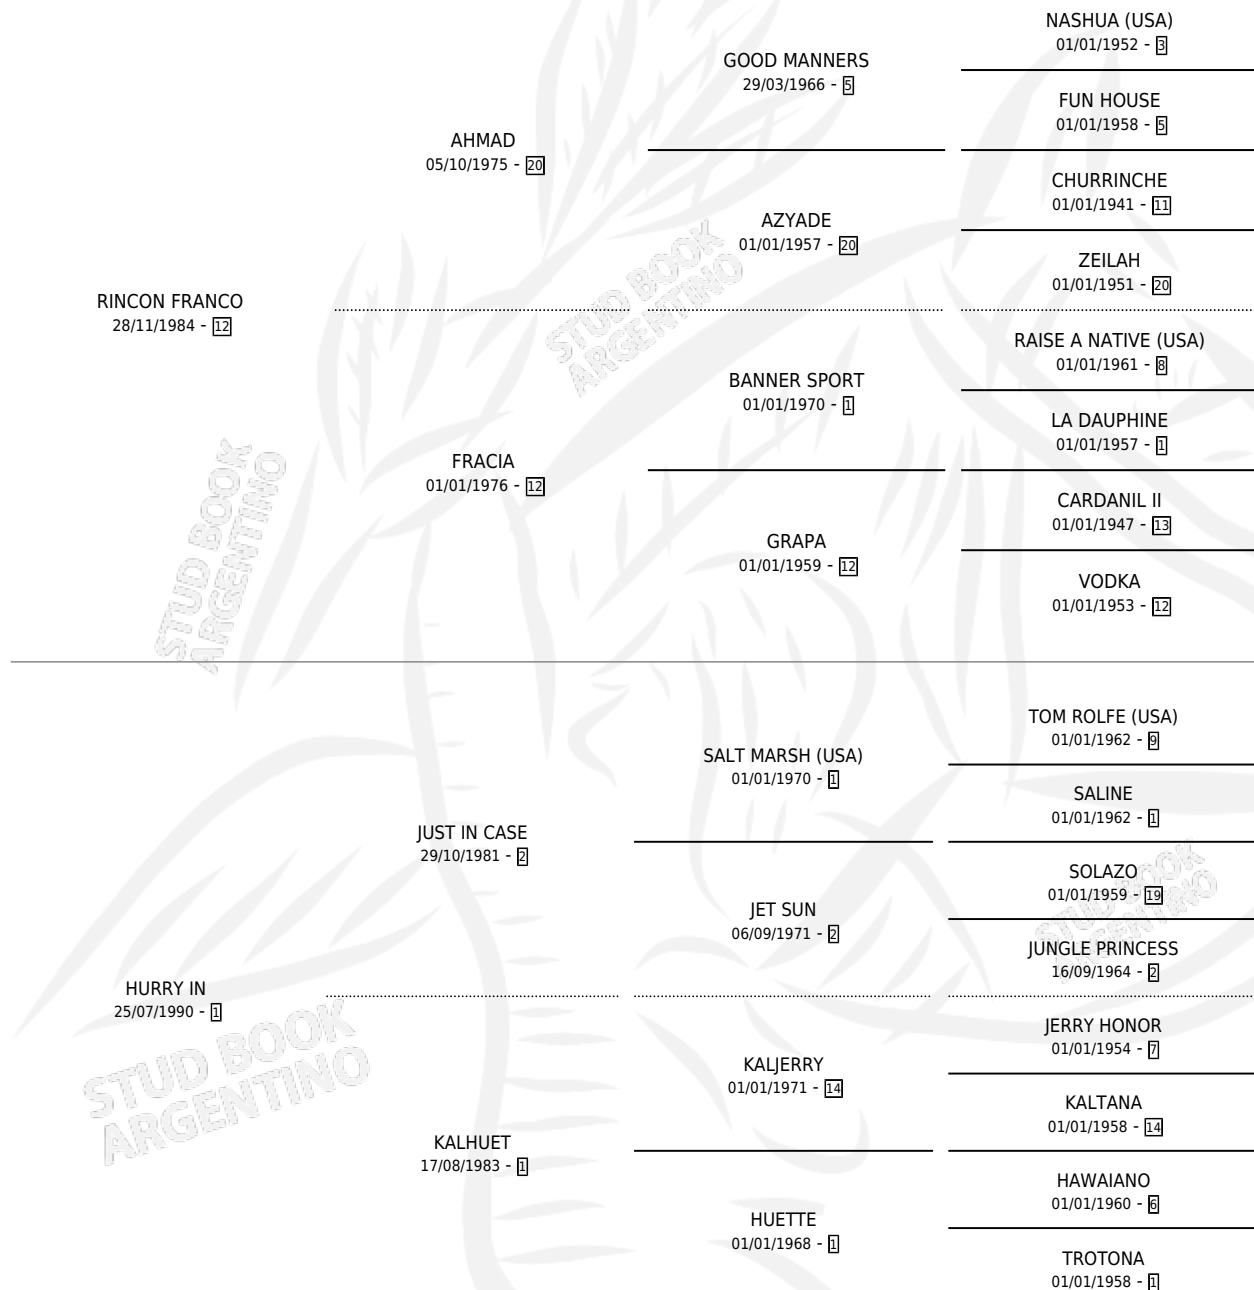 NASHUA (USA)
01/01/1952 - 3
GOOD MANNERS
29/03/1966 - 5
FUN HOUSE
01/01/1958 - 5
AHMAD
05/10/1975 - 20
CHURRINCHE
01/01/1941 - 11
AZYADE
01/01/1957 - 20
ZEILAH
01/01/1951 - 20
RINCON FRANCO
28/11/1984 - 12
STUD BOOK
ARGENTINO
RAISE A NATIVE (USA)
01/01/1961 - 8
BANNER SPORT
01/01/1970 - 1
LA DAUPHINE
01/01/1957 - 1
FRACIA
01/01/1976 - 12
CARDANIL II
01/01/1947 - 13
GRAPA
01/01/1959 - 12
VODKA
01/01/1953 - 12
STUD BOOK
ARGENTINO
TOM ROLFE (USA)
01/01/1962 - 9
SALT MARSH (USA)
01/01/1970 - 1
SALINE
01/01/1962 - 1
JUST IN CASE
29/10/1981 - 2
SOLAZO
01/01/1959 - 19
STUD BOOK
ARGENTINO
JET SUN
06/09/1971 - 2
JUNGLE PRINCESS
16/09/1964 - 2
HURRY IN
25/07/1990 - 1
STUD BOOK
ARGENTINO
JERRY HONOR
01/01/1954 - 7
KALJERRY
01/01/1971 - 14
KALTANA
01/01/1958 - 14
KALHUET
17/08/1983 - 1
HAWAIANO
01/01/1960 - 6
HUETTE
01/01/1968 - 1
TROTONA
01/01/1958 - 1